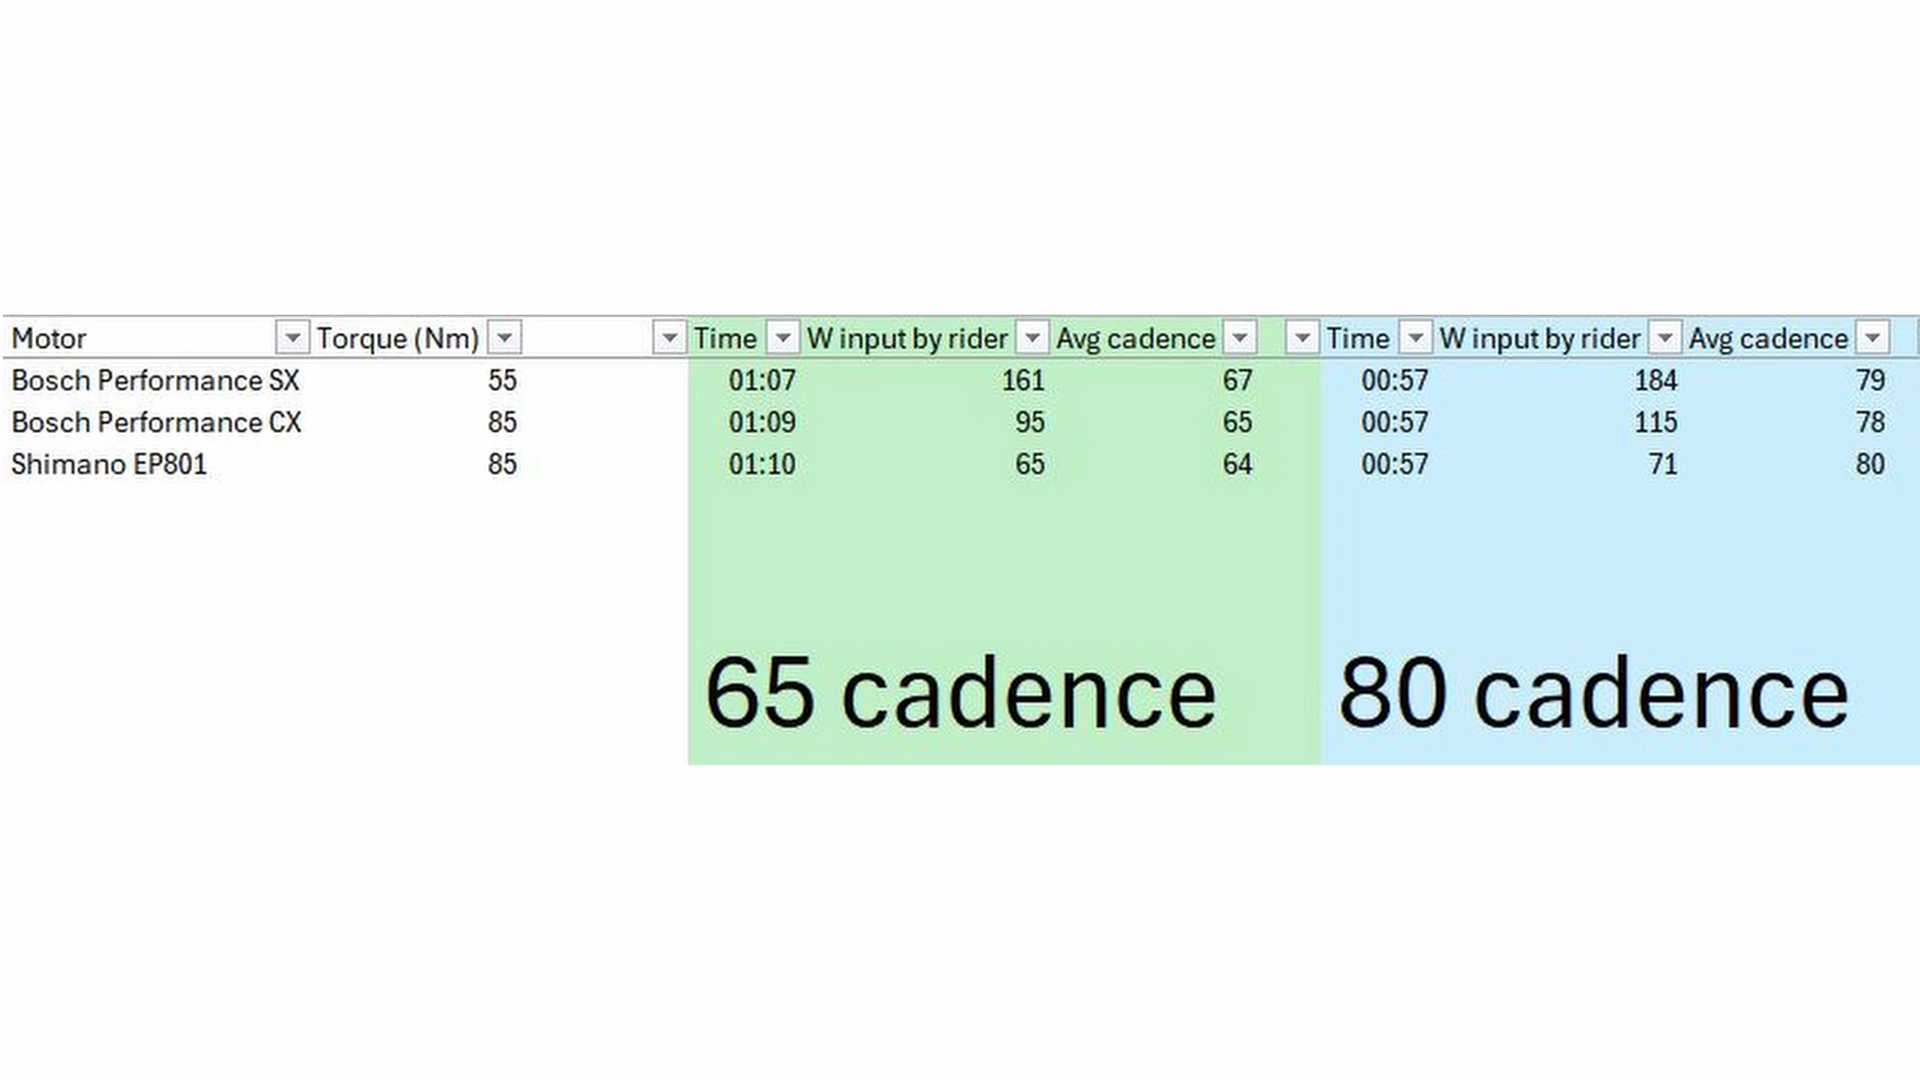 Motor Torque (Nm) Time W input by rider Avg cadence Time W input by rider Avg cadence
Bosch Performance SX 55 01:07 161 67 00:57 184 79
Bosch Performance CX 85 01:09 95 65 00:57 115 78
Shimano EP801 85 01:10 65 64 00:57 71 80
65 cadence 80 cadence